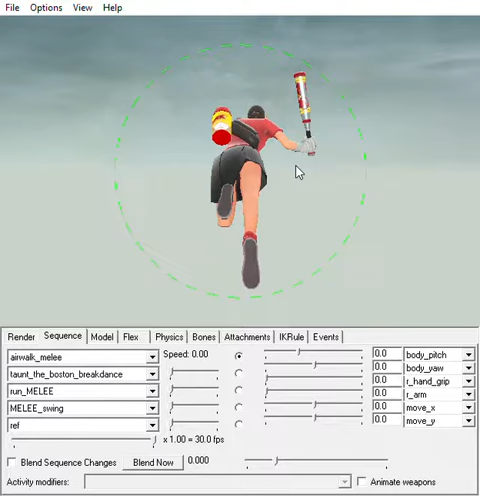 File Options View Help
Render Sequence Model Flex Physics Bones Attachments IKRule Events
airwalk_melee Speed: 0.00 0.0 body_pitch
taunt_the_boston_breakdance 0.0 body_yaw
run_MELEE 0.0 r_hand_grip
MELEE_swing 0.0 r_arm
ref 0.0 move_x
0.0 move_y
x 1.00 = 30.0 fps
Blend Sequence Changes Blend Now 0.000
Activity modifiers: Animate weapons